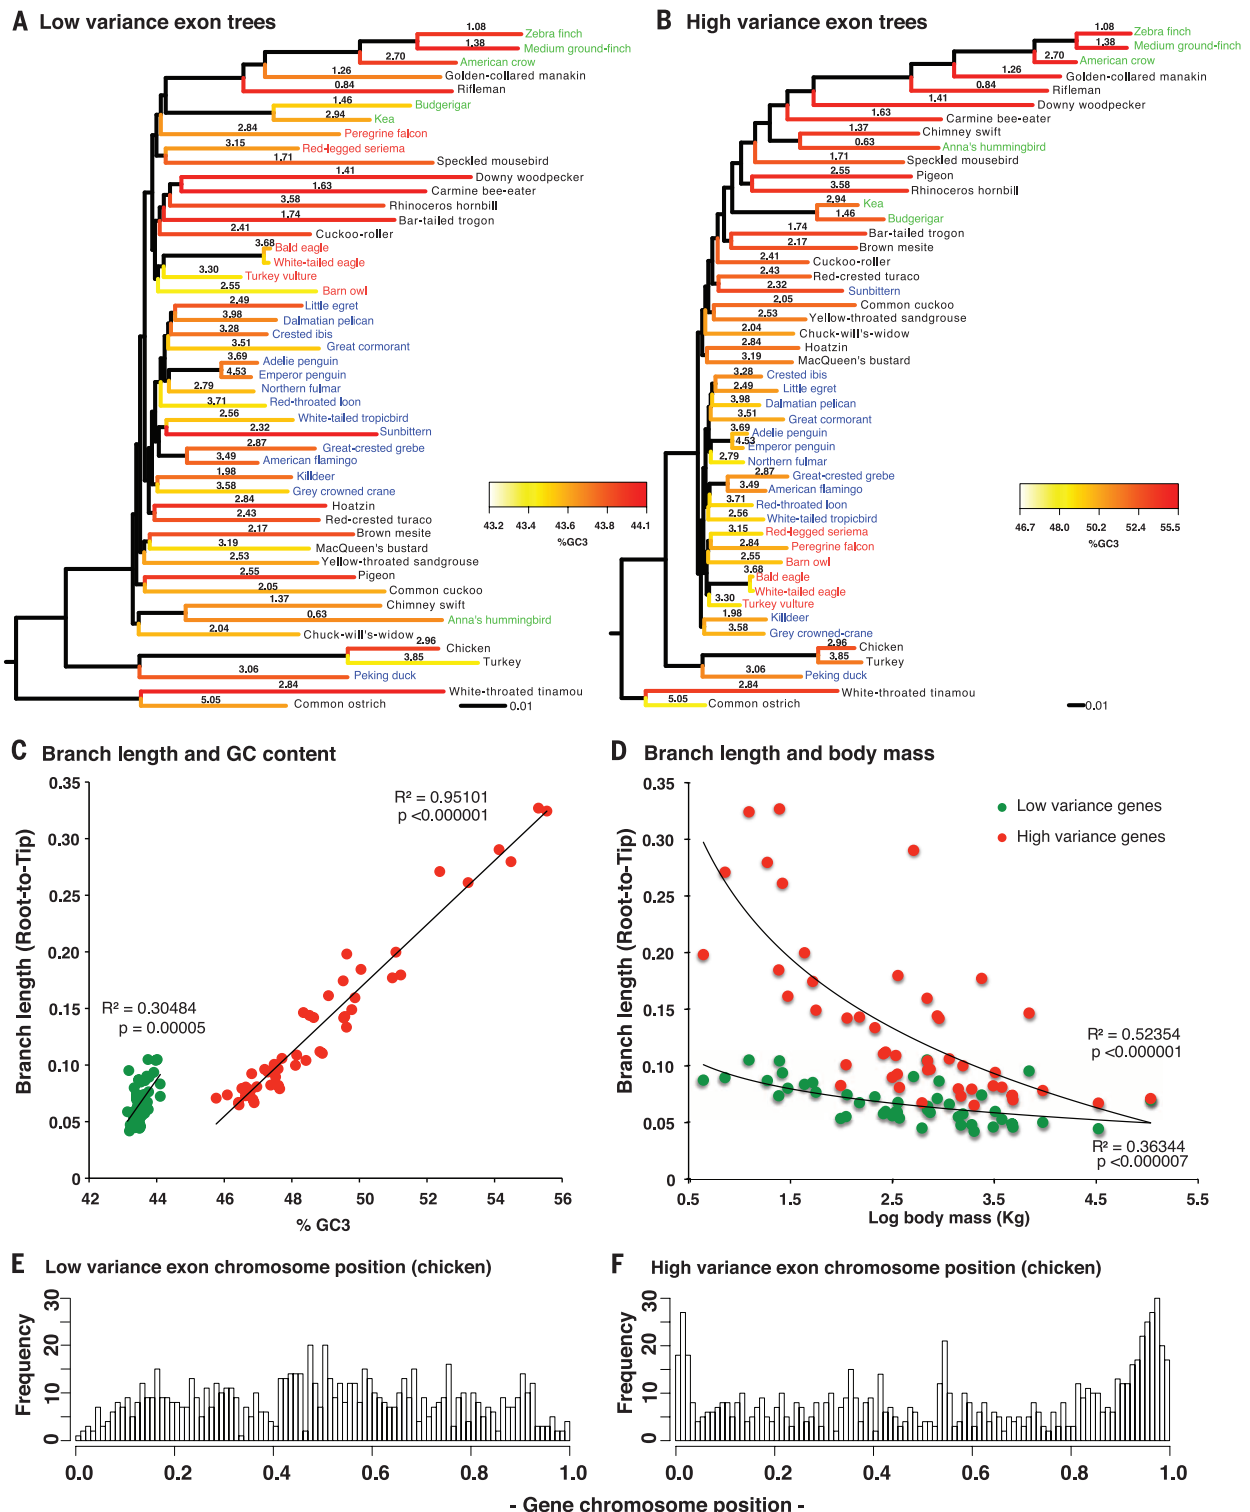 A Low variance exon trees
1.08
Zebra finch
1.38
Medium ground-finch
2.70
American crow
1.26
Golden-collared manakin
0.84
Rifleman
1.46
Budgerigar
2.94
Kea
2.84
Peregrine falcon
3.15
Red-legged seriema
1.71
Speckled mousebird
1.41
Downy woodpecker
1.63
Carmine bee-eater
3.58
Rhinoceros hornbill
1.74
Bar-tailed trogon
2.41
Cuckoo-roller
3.68
Bald eagle
White-tailed eagle
3.30
Turkey vulture
2.55
Barn owl
2.49
Little egret
3.98
Dalmatian pelican
3.28
Crested ibis
3.51
Great cormorant
3.69
Adelie penguin
4.53
Emperor penguin
2.79
Northern fulmar
3.71
Red-throated loon
2.56
White-tailed tropicbird
2.32
Sunbittern
2.87
Great-crested grebe
3.49
American flamingo
1.98
Killdeer
3.58
Grey crowned crane
2.84
Hoatzin
2.43
Red-crested turaco
2.17
Brown mesite
3.19
MacQueen's bustard
2.53
Yellow-throated sandgrouse
2.55
Pigeon
2.05
Common cuckoo
1.37
Chimney swift
0.63
Anna's hummingbird
2.04
Chuck-will's-widow
2.96
Chicken
3.85
Turkey
3.06
Peking duck
2.84
White-throated tinamou
5.05
Common ostrich
0.01
43.2 43.4 43.6 43.8 44.1
%GC3
B High variance exon trees
1.08
Zebra finch
1.38
Medium ground-finch
2.70
American crow
1.26
Golden-collared manakin
0.84
Rifleman
1.41
Downy woodpecker
1.63
Carmine bee-eater
1.37
Chimney swift
0.63
Anna's hummingbird
1.71
Speckled mousebird
2.55
Pigeon
3.58
Rhinoceros hornbill
2.94
Kea
1.46
Budgerigar
1.74
Bar-tailed trogon
2.17
Brown mesite
2.41
Cuckoo-roller
2.43
Red-crested turaco
2.32
Sunbittern
2.05
Common cuckoo
2.53
Yellow-throated sandgrouse
2.04
Chuck-will's-widow
2.84
Hoatzin
3.19
MacQueen's bustard
3.28
Crested ibis
2.49
Little egret
3.98
Dalmatian pelican
3.51
Great cormorant
3.69
Adelie penguin
4.53
Emperor penguin
2.79
Northern fulmar
2.87
Great-crested grebe
3.49
American flamingo
3.71
Red-throated loon
2.56
White-tailed tropicbird
3.15
Red-legged seriema
2.84
Peregrine falcon
2.55
Barn owl
3.68
Bald eagle
White-tailed eagle
3.30
Turkey vulture
1.98
Killdeer
3.58
Grey crowned-crane
2.96
Chicken
3.85
Turkey
3.06
Peking duck
2.84
White-throated tinamou
5.05
Common ostrich
0.01
46.7 48.0 50.2 52.4 55.5
%GC3
C Branch length and GC content
Branch length (Root-to-Tip)
0.35
0.30
0.25
0.20
0.15
0.10
0.05
0
R² = 0.95101
p <0.000001
R² = 0.30484
p = 0.00005
42 44 46 48 50 52 54 56
% GC3
D Branch length and body mass
Branch length (Root-to-Tip)
0.35
0.30
0.25
0.20
0.15
0.10
0.05
0
Low variance genes
High variance genes
R² = 0.52354
p <0.000001
R² = 0.36344
p <0.000007
0.5 1.5 2.5 3.5 4.5 5.5
Log body mass (Kg)
E Low variance exon chromosome position (chicken)
Frequency
30
20
10
0
0.0 0.2 0.4 0.6 0.8 1.0
F High variance exon chromosome position (chicken)
Frequency
30
20
10
0
0.0 0.2 0.4 0.6 0.8 1.0
- Gene chromosome position -